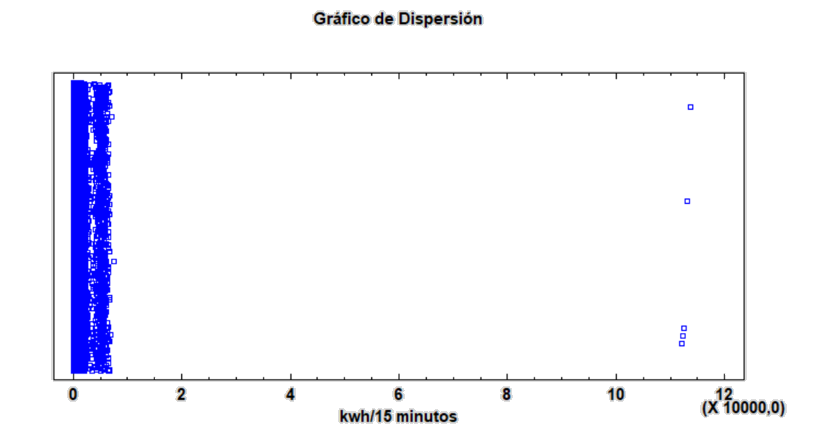 Gráfico de Dispersión
0 2 4 6 8 10 12
(X 10000,0)
kwh/15 minutos